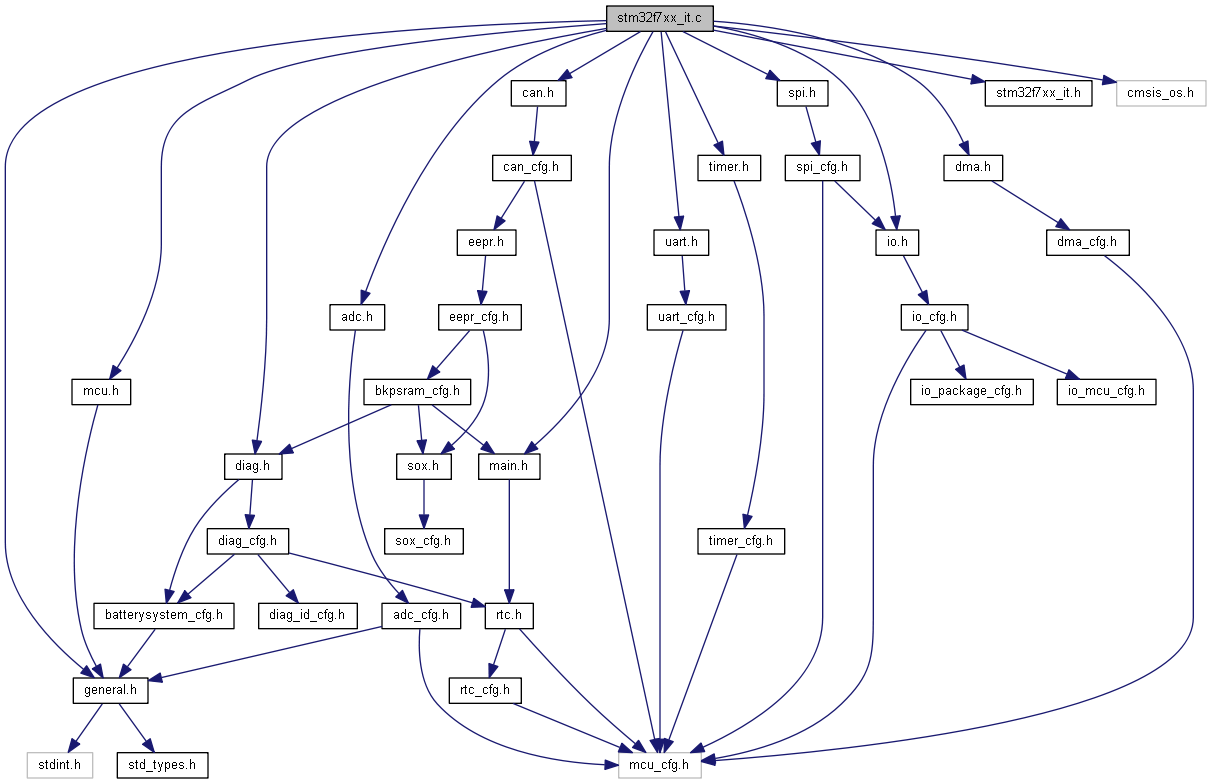 stm32f7xx_it.c
can.h
spi.h
stm32f7xx_it.h
cmsis_os.h
can_cfg.h
timer.h
spi_cfg.h
dma.h
eepr.h
uart.h
io.h
dma_cfg.h
adc.h
eepr_cfg.h
uart_cfg.h
io_cfg.h
mcu.h
bkpsram_cfg.h
io_package_cfg.h
io_mcu_cfg.h
diag.h
sox.h
main.h
diag_cfg.h
sox_cfg.h
timer_cfg.h
batterysystem_cfg.h
diag_id_cfg.h
adc_cfg.h
rtc.h
general.h
rtc_cfg.h
stdint.h
std_types.h
mcu_cfg.h